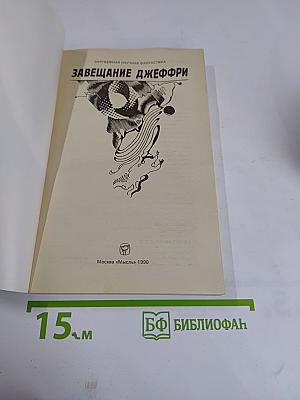 ЗАРУБЕЖНАЯ НАУЧНАЯ ФАНТАСТИКА
ЗАВЕЩАНИЕ ДЖЕФФРИ
Москва «Мысль» 1990
15 см
БФ БИБЛИОФАН